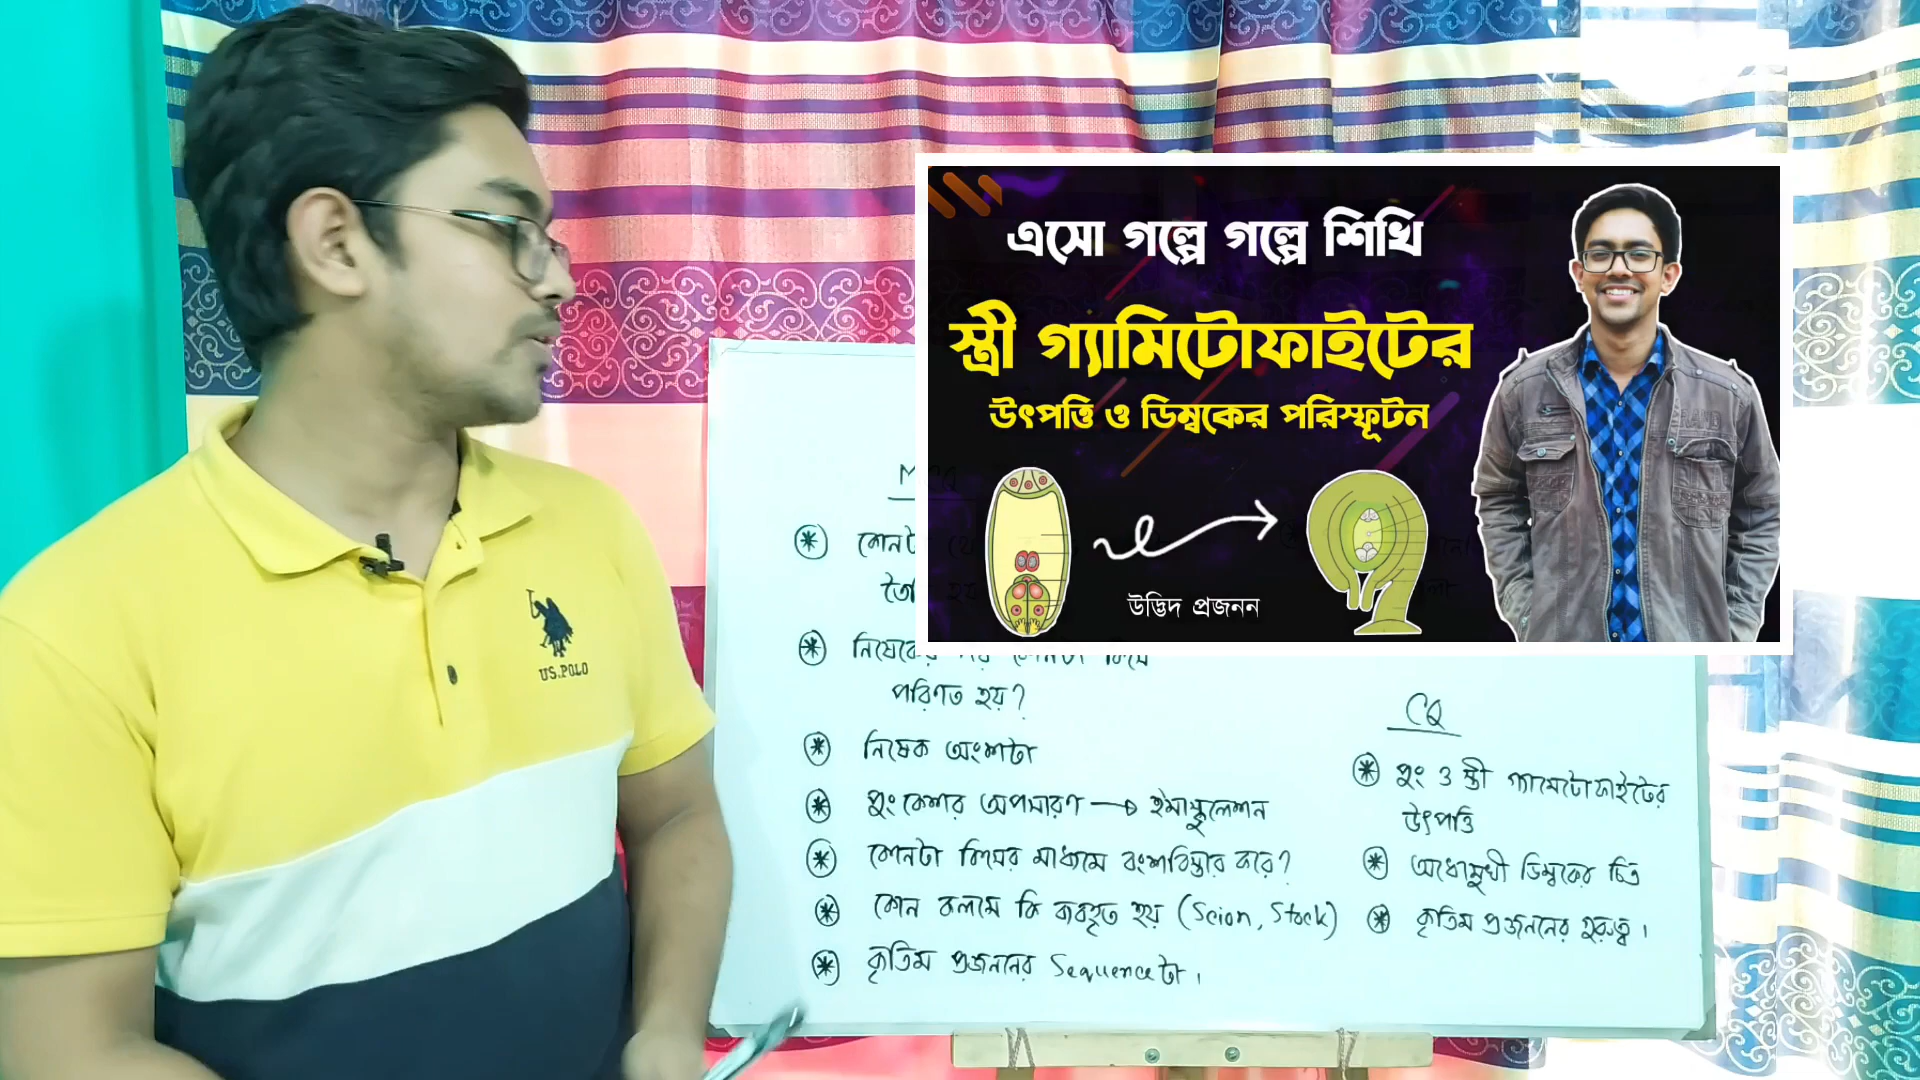 এসো গল্পে গল্পে শিখি
স্ত্রী গ্যামিটোফাইটের
উৎপত্তি ও ডিম্বকের পরিস্ফূটন
উদ্ভিদ প্রজনন
U.S. POLO
পরিণত হয়?
নিষেক অংশটা
পুং কেশর অপসারণ → ইমাস্কুলেশন
কোনটা কিসের মাধ্যমে বংশবিস্তার করে?
কোন কলমে কি ব্যবহৃত হয় (Scion, Stock)
কৃত্রিম প্রজননের Sequence টা।
CQ
পুং ও স্ত্রী গ্যামেটোফাইটের
উৎপত্তি
অধোমুখী ডিম্বকের চিত্র
কৃত্রিম প্রজননের গুরুত্ব।